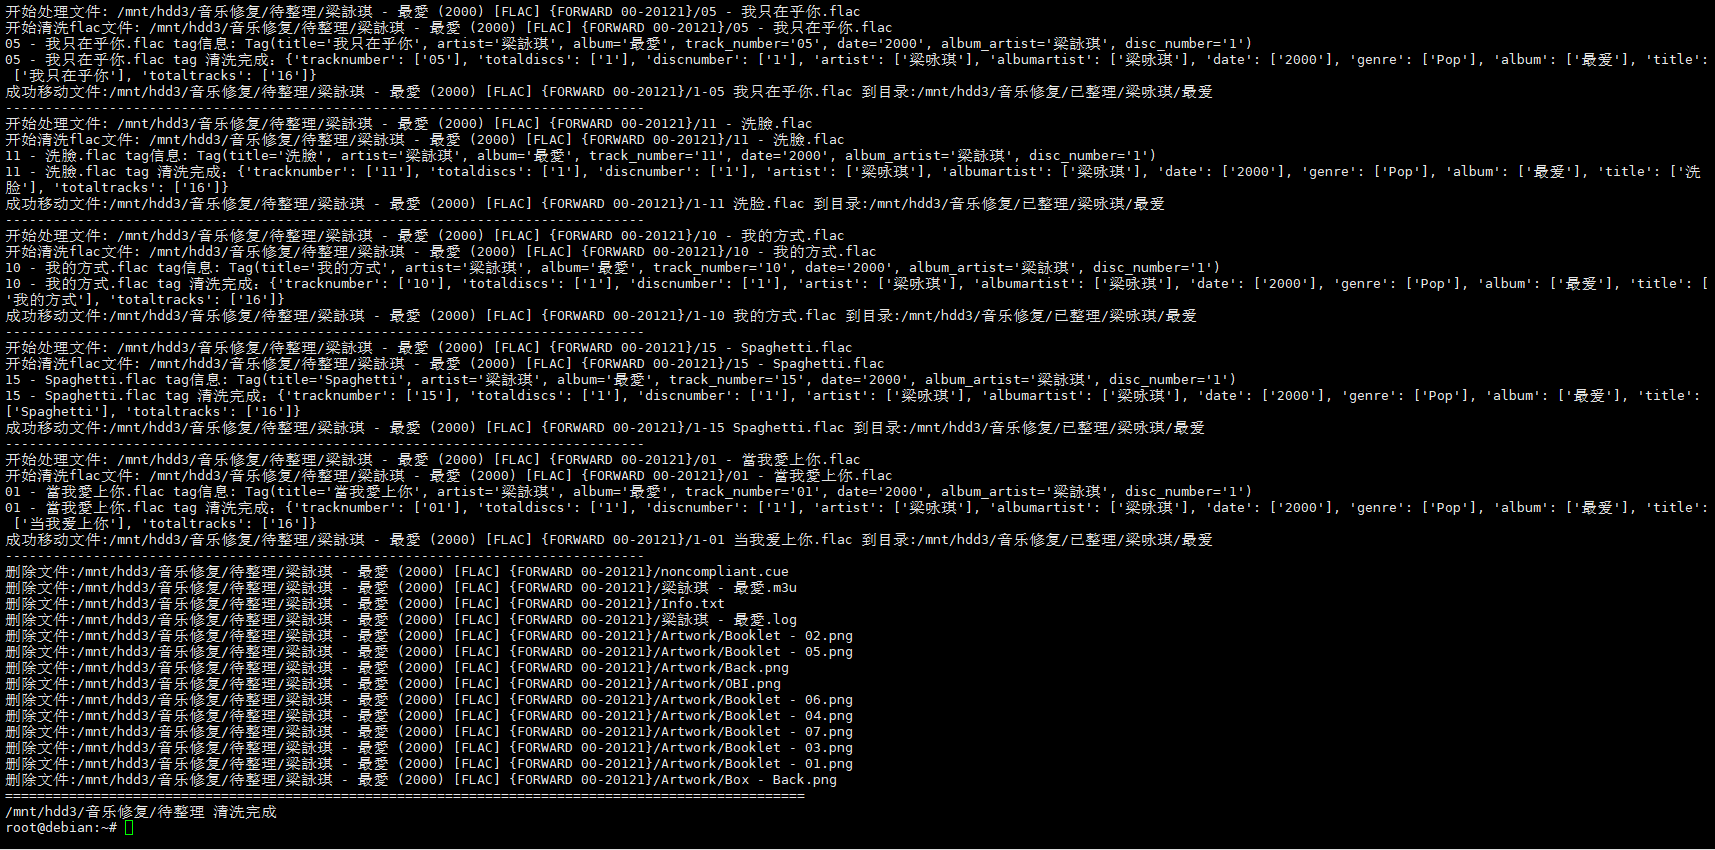 开始处理文件: /mnt/hdd3/音乐修复/待整理/梁詠琪 - 最愛 (2000) [FLAC] {FORWARD 00-20121}/05 - 我只在乎你.flac
开始清洗flac文件: /mnt/hdd3/音乐修复/待整理/梁詠琪 - 最愛 (2000) [FLAC] {FORWARD 00-20121}/05 - 我只在乎你.flac
05 - 我只在乎你.flac tag信息: Tag(title='我只在乎你', artist='梁詠琪', album='最愛', track_number='05', date='2000', album_artist='梁詠琪', disc_number='1')
05 - 我只在乎你.flac tag 清洗完成: {'tracknumber': ['05'], 'totaldiscs': ['1'], 'discnumber': ['1'], 'artist': ['梁咏琪'], 'albumartist': ['梁咏琪'], 'date': ['2000'], 'genre': ['Pop'], 'album': ['最爱'], 'title':
['我只在乎你'], 'totaltracks': ['16']}
成功移动文件:/mnt/hdd3/音乐修复/待整理/梁詠琪 - 最愛 (2000) [FLAC] {FORWARD 00-20121}/1-05 我只在乎你.flac 到目录:/mnt/hdd3/音乐修复/已整理/梁咏琪/最爱
--------------------------------------------------------------------------------
开始处理文件: /mnt/hdd3/音乐修复/待整理/梁詠琪 - 最愛 (2000) [FLAC] {FORWARD 00-20121}/11 - 洗臉.flac
开始清洗flac文件: /mnt/hdd3/音乐修复/待整理/梁詠琪 - 最愛 (2000) [FLAC] {FORWARD 00-20121}/11 - 洗臉.flac
11 - 洗臉.flac tag信息: Tag(title='洗臉', artist='梁詠琪', album='最愛', track_number='11', date='2000', album_artist='梁詠琪', disc_number='1')
11 - 洗臉.flac tag 清洗完成: {'tracknumber': ['11'], 'totaldiscs': ['1'], 'discnumber': ['1'], 'artist': ['梁咏琪'], 'albumartist': ['梁咏琪'], 'date': ['2000'], 'genre': ['Pop'], 'album': ['最爱'], 'title': ['洗
脸'], 'totaltracks': ['16']}
成功移动文件:/mnt/hdd3/音乐修复/待整理/梁詠琪 - 最愛 (2000) [FLAC] {FORWARD 00-20121}/1-11 洗脸.flac 到目录:/mnt/hdd3/音乐修复/已整理/梁咏琪/最爱
--------------------------------------------------------------------------------
开始处理文件: /mnt/hdd3/音乐修复/待整理/梁詠琪 - 最愛 (2000) [FLAC] {FORWARD 00-20121}/10 - 我的方式.flac
开始清洗flac文件: /mnt/hdd3/音乐修复/待整理/梁詠琪 - 最愛 (2000) [FLAC] {FORWARD 00-20121}/10 - 我的方式.flac
10 - 我的方式.flac tag信息: Tag(title='我的方式', artist='梁詠琪', album='最愛', track_number='10', date='2000', album_artist='梁詠琪', disc_number='1')
10 - 我的方式.flac tag 清洗完成: {'tracknumber': ['10'], 'totaldiscs': ['1'], 'discnumber': ['1'], 'artist': ['梁咏琪'], 'albumartist': ['梁咏琪'], 'date': ['2000'], 'genre': ['Pop'], 'album': ['最爱'], 'title': [
'我的方式'], 'totaltracks': ['16']}
成功移动文件:/mnt/hdd3/音乐修复/待整理/梁詠琪 - 最愛 (2000) [FLAC] {FORWARD 00-20121}/1-10 我的方式.flac 到目录:/mnt/hdd3/音乐修复/已整理/梁咏琪/最爱
--------------------------------------------------------------------------------
开始处理文件: /mnt/hdd3/音乐修复/待整理/梁詠琪 - 最愛 (2000) [FLAC] {FORWARD 00-20121}/15 - Spaghetti.flac
开始清洗flac文件: /mnt/hdd3/音乐修复/待整理/梁詠琪 - 最愛 (2000) [FLAC] {FORWARD 00-20121}/15 - Spaghetti.flac
15 - Spaghetti.flac tag信息: Tag(title='Spaghetti', artist='梁詠琪', album='最愛', track_number='15', date='2000', album_artist='梁詠琪', disc_number='1')
15 - Spaghetti.flac tag 清洗完成: {'tracknumber': ['15'], 'totaldiscs': ['1'], 'discnumber': ['1'], 'artist': ['梁咏琪'], 'albumartist': ['梁咏琪'], 'date': ['2000'], 'genre': ['Pop'], 'album': ['最爱'], 'title':
['Spaghetti'], 'totaltracks': ['16']}
成功移动文件:/mnt/hdd3/音乐修复/待整理/梁詠琪 - 最愛 (2000) [FLAC] {FORWARD 00-20121}/1-15 Spaghetti.flac 到目录:/mnt/hdd3/音乐修复/已整理/梁咏琪/最爱
--------------------------------------------------------------------------------
开始处理文件: /mnt/hdd3/音乐修复/待整理/梁詠琪 - 最愛 (2000) [FLAC] {FORWARD 00-20121}/01 - 當我愛上你.flac
开始清洗flac文件: /mnt/hdd3/音乐修复/待整理/梁詠琪 - 最愛 (2000) [FLAC] {FORWARD 00-20121}/01 - 當我愛上你.flac
01 - 當我愛上你.flac tag信息: Tag(title='當我愛上你', artist='梁詠琪', album='最愛', track_number='01', date='2000', album_artist='梁詠琪', disc_number='1')
01 - 當我愛上你.flac tag 清洗完成: {'tracknumber': ['01'], 'totaldiscs': ['1'], 'discnumber': ['1'], 'artist': ['梁咏琪'], 'albumartist': ['梁咏琪'], 'date': ['2000'], 'genre': ['Pop'], 'album': ['最爱'], 'title':
['当我爱上你'], 'totaltracks': ['16']}
成功移动文件:/mnt/hdd3/音乐修复/待整理/梁詠琪 - 最愛 (2000) [FLAC] {FORWARD 00-20121}/1-01 当我爱上你.flac 到目录:/mnt/hdd3/音乐修复/已整理/梁咏琪/最爱
--------------------------------------------------------------------------------
删除文件:/mnt/hdd3/音乐修复/待整理/梁詠琪 - 最愛 (2000) [FLAC] {FORWARD 00-20121}/noncompliant.cue
删除文件:/mnt/hdd3/音乐修复/待整理/梁詠琪 - 最愛 (2000) [FLAC] {FORWARD 00-20121}/梁詠琪 - 最愛.m3u
删除文件:/mnt/hdd3/音乐修复/待整理/梁詠琪 - 最愛 (2000) [FLAC] {FORWARD 00-20121}/Info.txt
删除文件:/mnt/hdd3/音乐修复/待整理/梁詠琪 - 最愛 (2000) [FLAC] {FORWARD 00-20121}/梁詠琪 - 最愛.log
删除文件:/mnt/hdd3/音乐修复/待整理/梁詠琪 - 最愛 (2000) [FLAC] {FORWARD 00-20121}/Artwork/Booklet - 02.png
删除文件:/mnt/hdd3/音乐修复/待整理/梁詠琪 - 最愛 (2000) [FLAC] {FORWARD 00-20121}/Artwork/Booklet - 05.png
删除文件:/mnt/hdd3/音乐修复/待整理/梁詠琪 - 最愛 (2000) [FLAC] {FORWARD 00-20121}/Artwork/Back.png
删除文件:/mnt/hdd3/音乐修复/待整理/梁詠琪 - 最愛 (2000) [FLAC] {FORWARD 00-20121}/Artwork/OBI.png
删除文件:/mnt/hdd3/音乐修复/待整理/梁詠琪 - 最愛 (2000) [FLAC] {FORWARD 00-20121}/Artwork/Booklet - 06.png
删除文件:/mnt/hdd3/音乐修复/待整理/梁詠琪 - 最愛 (2000) [FLAC] {FORWARD 00-20121}/Artwork/Booklet - 04.png
删除文件:/mnt/hdd3/音乐修复/待整理/梁詠琪 - 最愛 (2000) [FLAC] {FORWARD 00-20121}/Artwork/Booklet - 07.png
删除文件:/mnt/hdd3/音乐修复/待整理/梁詠琪 - 最愛 (2000) [FLAC] {FORWARD 00-20121}/Artwork/Booklet - 03.png
删除文件:/mnt/hdd3/音乐修复/待整理/梁詠琪 - 最愛 (2000) [FLAC] {FORWARD 00-20121}/Artwork/Booklet - 01.png
删除文件:/mnt/hdd3/音乐修复/待整理/梁詠琪 - 最愛 (2000) [FLAC] {FORWARD 00-20121}/Artwork/Box - Back.png
====================================================================================================
/mnt/hdd3/音乐修复/待整理 清洗完成
root@debian:~#